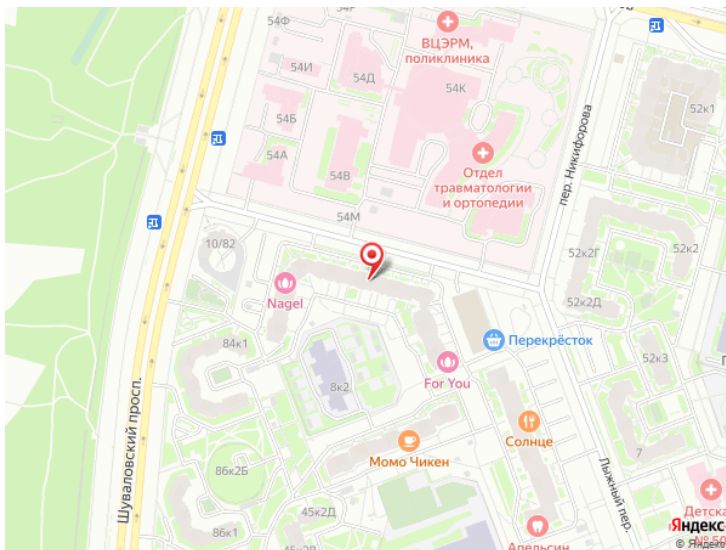 54Ф
ВЦЭРМ,
поликлиника
54И
54Д
54К
54Б
52к1
54А
Отдел
травматологии
и ортопедии
54В
пер. Никифорова
54М
10/82
52к2Г
52к2
Nagel
52к2Д
Перекрёсток
84к1
52к3
8к2
For You
Шуваловский просп.
Солнце
Момо Чикен
7
86к2Б
Лыжный пер.
Детска
45к2Д
86к1
Апельсин
Яндекс
© Яндекс